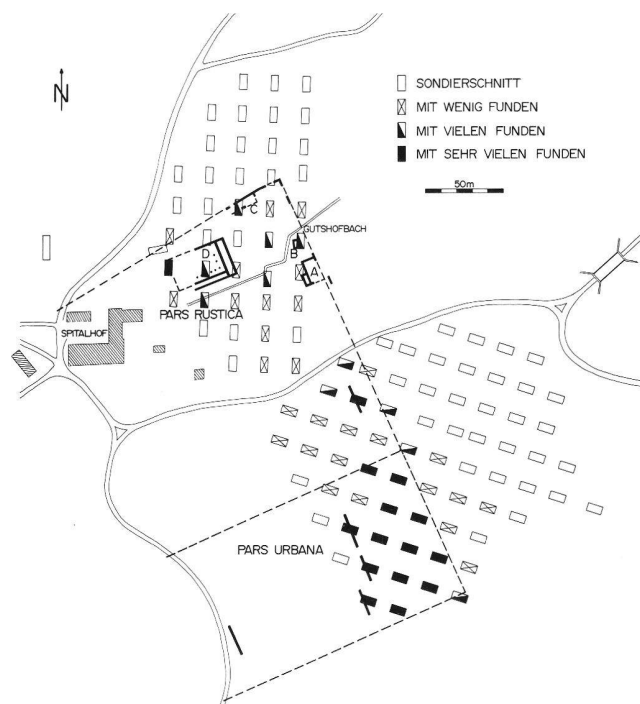 N
SONDIERSCHNITT
MIT WENIG FUNDEN
MIT VIELEN FUNDEN
MIT SEHR VIELEN FUNDEN
50m
C
GUTSHOFBACH
B
D
A
PARS RUSTICA
SPITALHOF
PARS URBANA